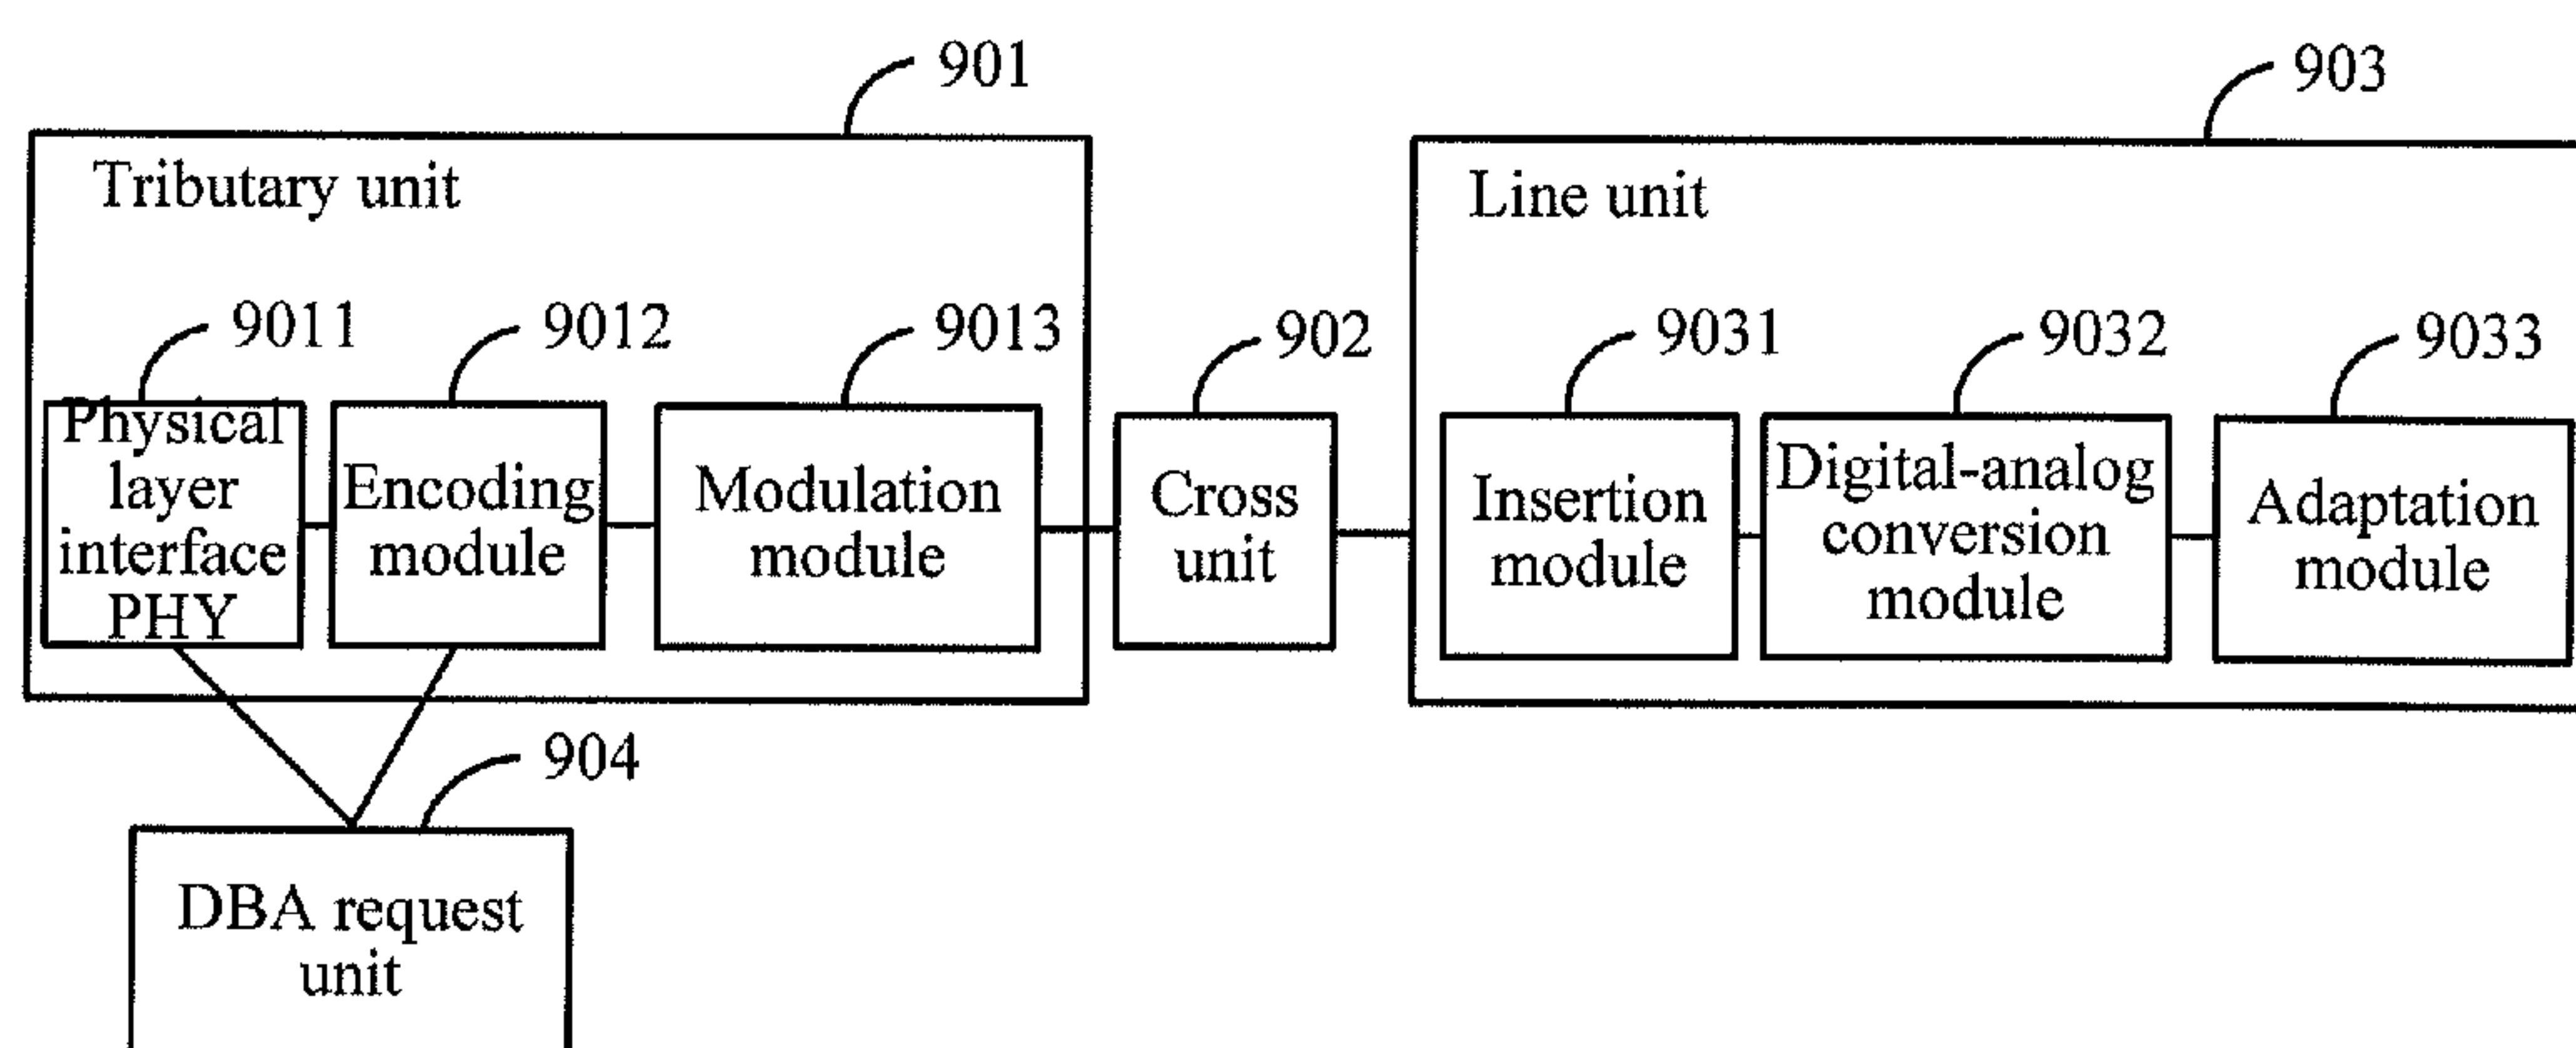 901
903
Tributary unit
Line unit
9011
9012
9013
902
9031
9032
9033
Physical
layer
interface
PHY
Encoding
module
Modulation
module
Cross
unit
Insertion
module
Digital-analog
conversion
module
Adaptation
module
904
DBA request
unit